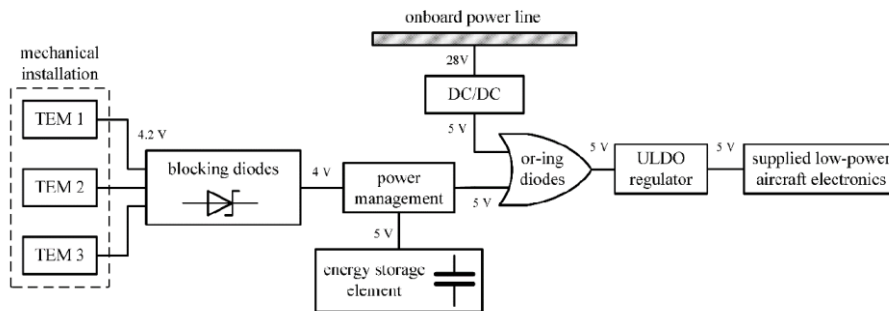 onboard power line
mechanical
installation
28V
TEM 1
DC/DC
4.2 V
5 V
5 V
5 V
blocking diodes
4 V
or-ing
diodes
ULDO
regulator
supplied low-power
aircraft electronics
TEM 2
power
management
5 V
5 V
TEM 3
energy storage
element